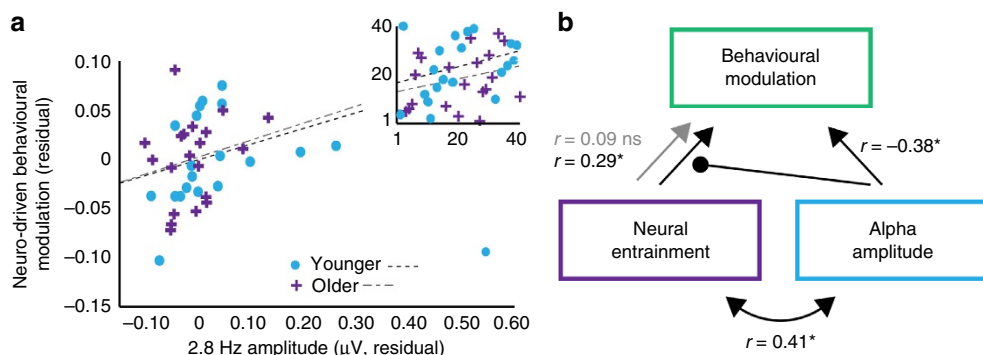 a
Neuro-driven behavioural
modulation (residual)
0.10
0.05
0
−0.05
−0.10
−0.15
−0.10
0
0.10
0.20
0.30
0.40
0.50
0.60
2.8 Hz amplitude (μV, residual)
Younger
Older
40
20
1
1
20
40
b
Behavioural
modulation
r = 0.09 ns
r = 0.29*
r = −0.38*
Neural
entrainment
Alpha
amplitude
r = 0.41*